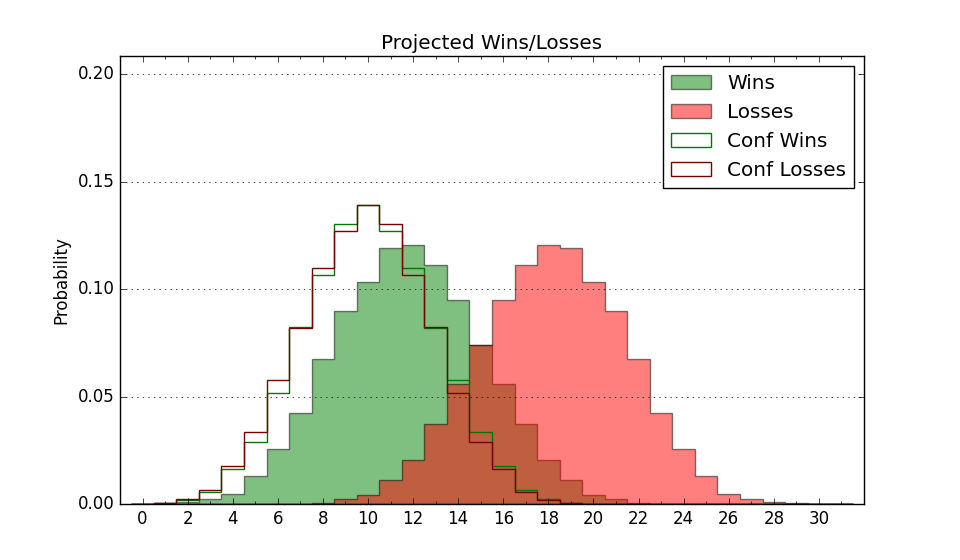 Projected Wins/Losses
Wins
Losses
Conf Wins
Conf Losses
Probability
0.20
0.15
0.10
0.05
0.00
0 2 4 6 8 10 12 14 16 18 20 22 24 26 28 30